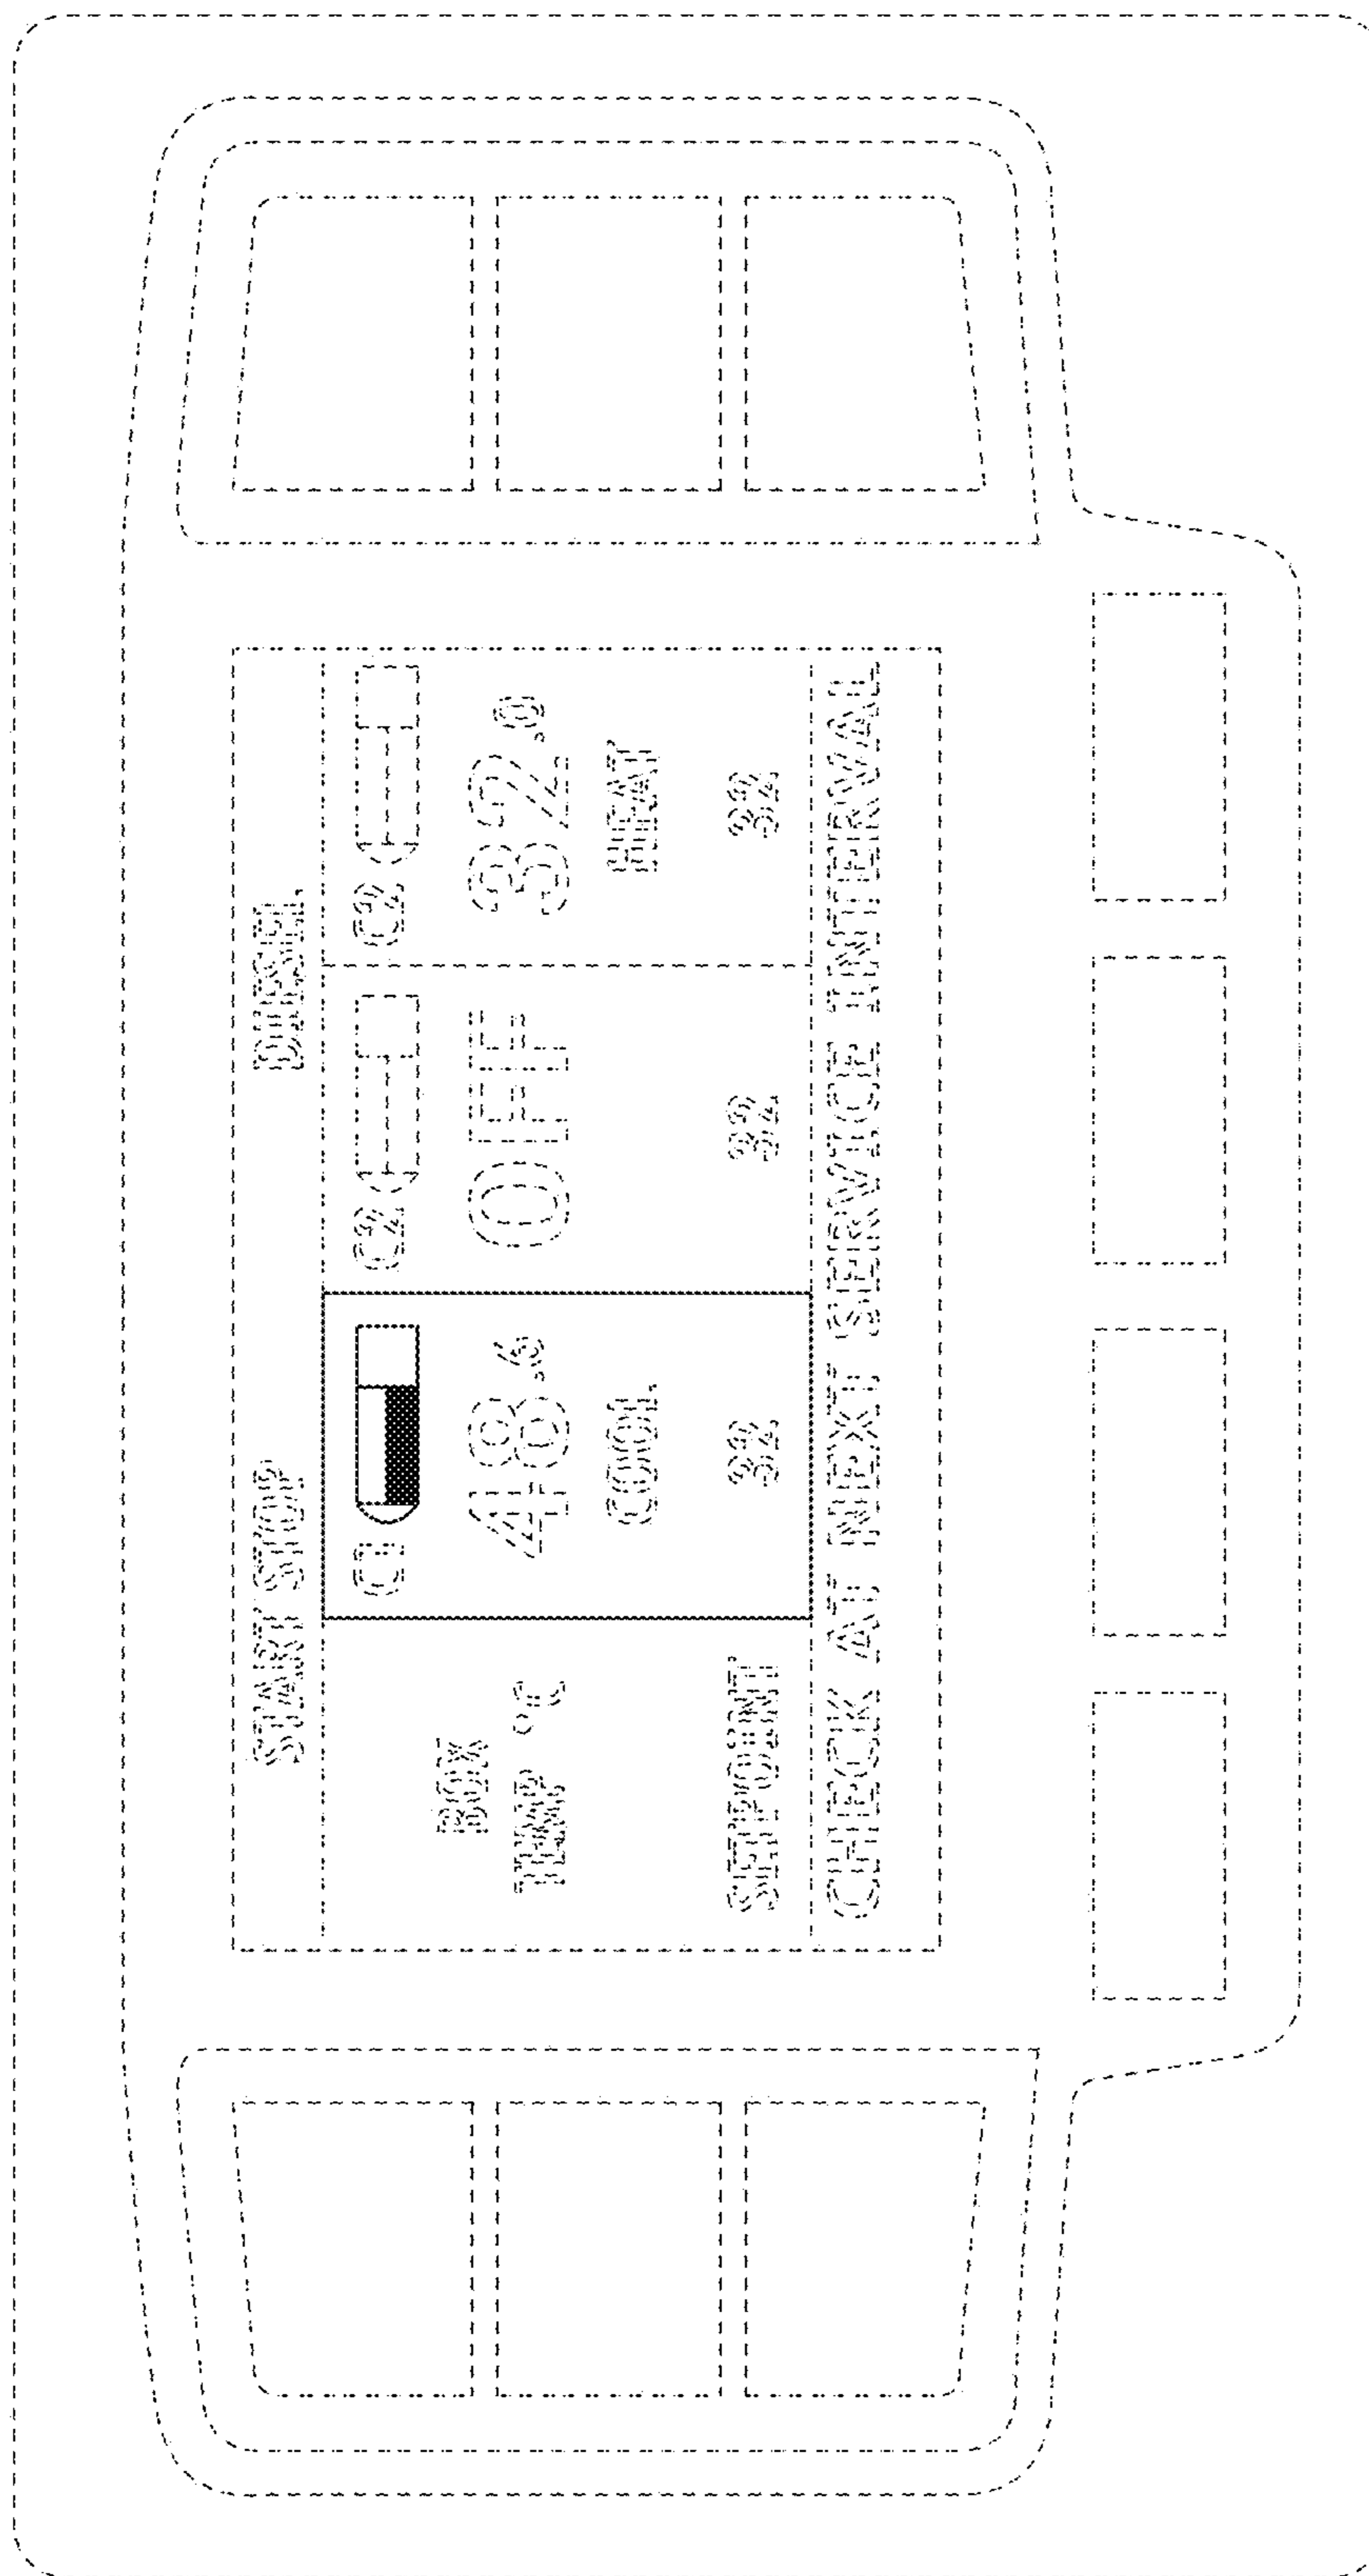 START STOP DIESEL
C1 C2 C2
BOX
TEMP °C 48.6 OFF 32.0
COOL HEAT
SETPOINT 32 32 32
CHECK AT NEXT SERVICE INTERVAL